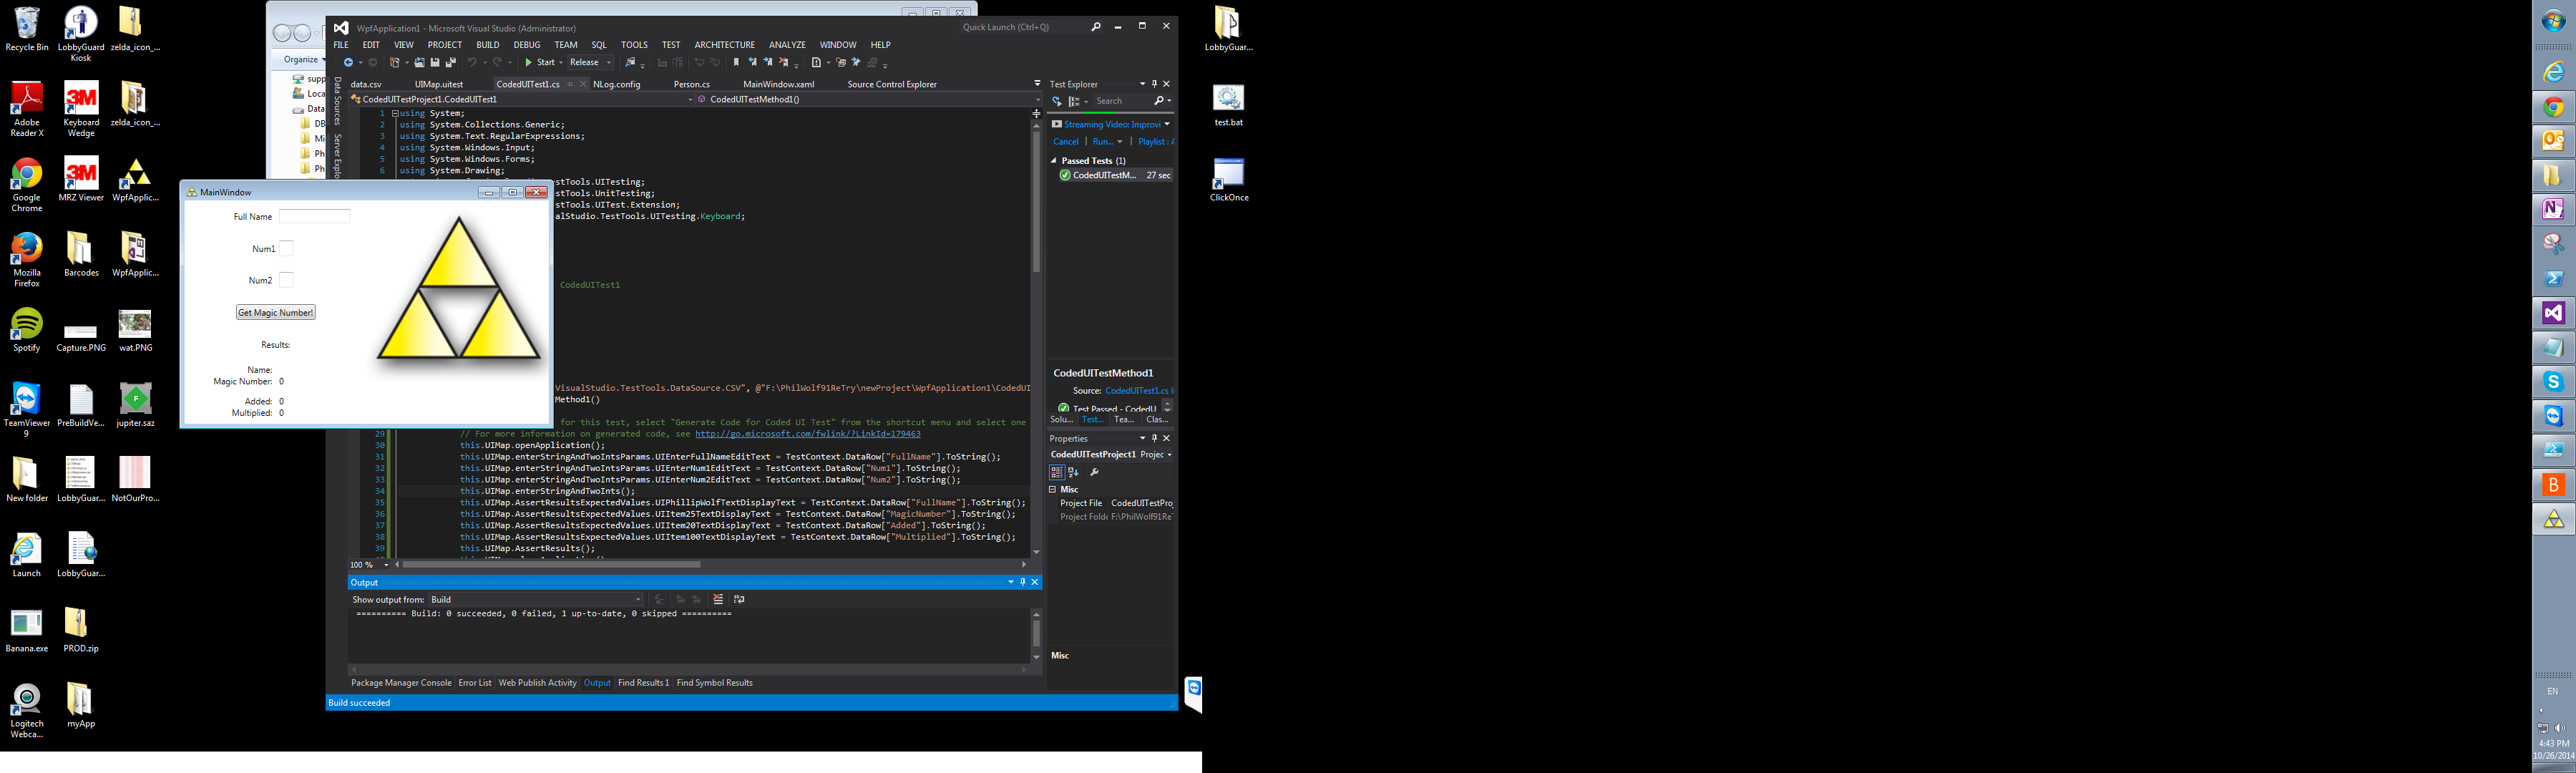 Recycle Bin
LobbyGuard Kiosk
zelda_icon_...
Adobe Reader X
Keyboard Wedge
zelda_icon_...
Google Chrome
MRZ Viewer
WpfApplic...
Mozilla Firefox
Barcodes
WpfApplic...
Spotify
Capture.PNG
wat.PNG
TeamViewer 9
PreBuildVe...
jupiter.saz
New folder
LobbyGuar...
NotOurPro...
Launch
LobbyGuar...
Banana.exe
PROD.zip
Logitech Webca...
myApp
Organize
supp
Loca
Data
DB
Mi
Ph
Ph
WpfApplication1 - Microsoft Visual Studio (Administrator)
Quick Launch (Ctrl+Q)
FILE EDIT VIEW PROJECT BUILD DEBUG TEAM SQL TOOLS TEST ARCHITECTURE ANALYZE WINDOW HELP
Start Release
Data Sources
Server Explo
data.csv UIMap.uitest CodedUITest1.cs NLog.config Person.cs MainWindow.xaml Source Control Explorer
CodedUITestProject1.CodedUITest1 CodedUITestMethod1()
1 using System;
2 using System.Collections.Generic;
3 using System.Text.RegularExpressions;
4 using System.Windows.Input;
5 using System.Windows.Forms;
6 using System.Drawing;
stTools.UITesting;
stTools.UnitTesting;
stTools.UITest.Extension;
alStudio.TestTools.UITesting.Keyboard;
CodedUITest1
VisualStudio.TestTools.DataSource.CSV", @"F:\PhilWolf91ReTry\newProject\WpfApplication1\CodedUI
Method1()
for this test, select "Generate Code for Coded UI Test" from the shortcut menu and select one
29 // For more information on generated code, see http://go.microsoft.com/fwlink/?LinkId=179463
30 this.UIMap.openApplication();
31 this.UIMap.enterStringAndTwoIntsParams.UIEnterFullNameEditText = TestContext.DataRow["FullName"].ToString();
32 this.UIMap.enterStringAndTwoIntsParams.UIEnterNum1EditText = TestContext.DataRow["Num1"].ToString();
33 this.UIMap.enterStringAndTwoIntsParams.UIEnterNum2EditText = TestContext.DataRow["Num2"].ToString();
34 this.UIMap.enterStringAndTwoInts();
35 this.UIMap.AssertResultsExpectedValues.UIPhillipWolfTextDisplayText = TestContext.DataRow["FullName"].ToString();
36 this.UIMap.AssertResultsExpectedValues.UIItem25TextDisplayText = TestContext.DataRow["MagicNumber"].ToString();
37 this.UIMap.AssertResultsExpectedValues.UIItem20TextDisplayText = TestContext.DataRow["Added"].ToString();
38 this.UIMap.AssertResultsExpectedValues.UIItem100TextDisplayText = TestContext.DataRow["Multiplied"].ToString();
39 this.UIMap.AssertResults();
100 %
MainWindow
Full Name
Num1
Num2
Get Magic Number!
Results:
Name:
Magic Number: 0
Added: 0
Multiplied: 0
Output
Show output from: Build
========== Build: 0 succeeded, 0 failed, 1 up-to-date, 0 skipped ==========
Package Manager Console Error List Web Publish Activity Output Find Results 1 Find Symbol Results
Build succeeded
Test Explorer
Search
Streaming Video: Improvi
Cancel Run... Playlist : A
Passed Tests (1)
CodedUITestM... 27 sec
CodedUITestMethod1
Source: CodedUITest1.cs li
Test Passed - CodedU
Solu... Test... Tea... Clas...
Properties
CodedUITestProject1 Projec
Misc
Project File CodedUITestProj
Project Folde F:\PhilWolf91ReT
Misc
LobbyGuar...
test.bat
ClickOnce
EN
4:43 PM
10/26/2014